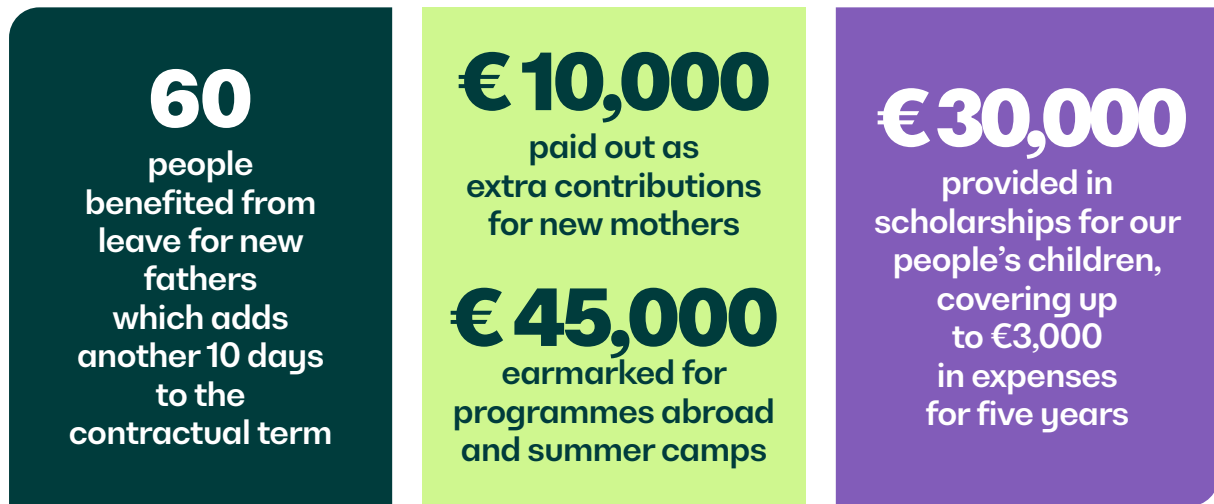 60
people
benefited from
leave for new
fathers
which adds
another 10 days
to the
contractual term
€ 10,000
paid out as
extra contributions
for new mothers
€ 45,000
earmarked for
programmes abroad
and summer camps
€ 30,000
provided in
scholarships for our
people’s children,
covering up
to €3,000
in expenses
for five years